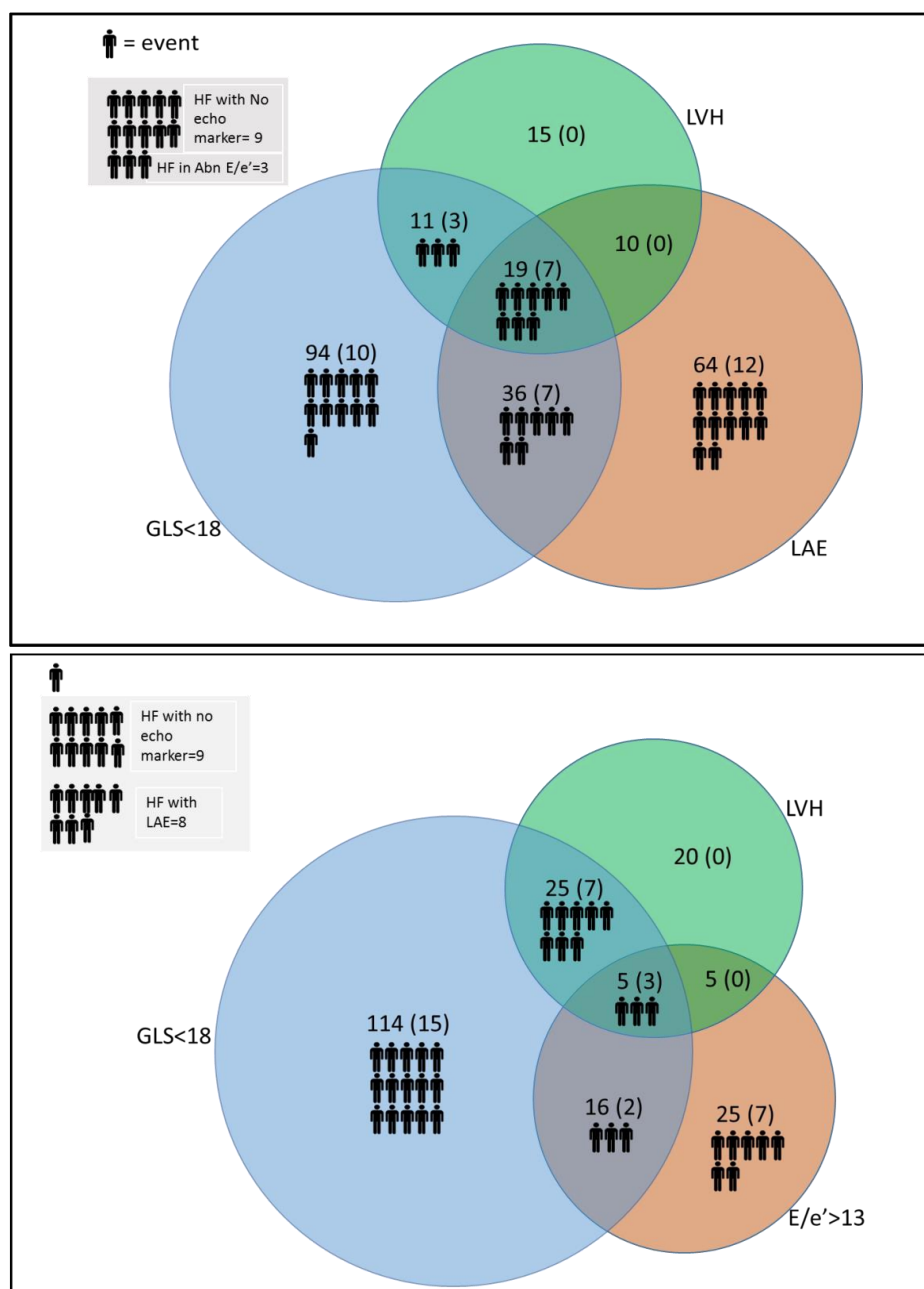 = event
HF with No
echo
marker= 9
HF in Abn E/e’=3
LVH
15 (0)
11 (3)
10 (0)
19 (7)
94 (10)
36 (7)
64 (12)
GLS<18
LAE
HF with no
echo
marker=9
HF with
LAE=8
LVH
20 (0)
25 (7)
5 (3)
5 (0)
GLS<18
114 (15)
16 (2)
25 (7)
E/e’>13